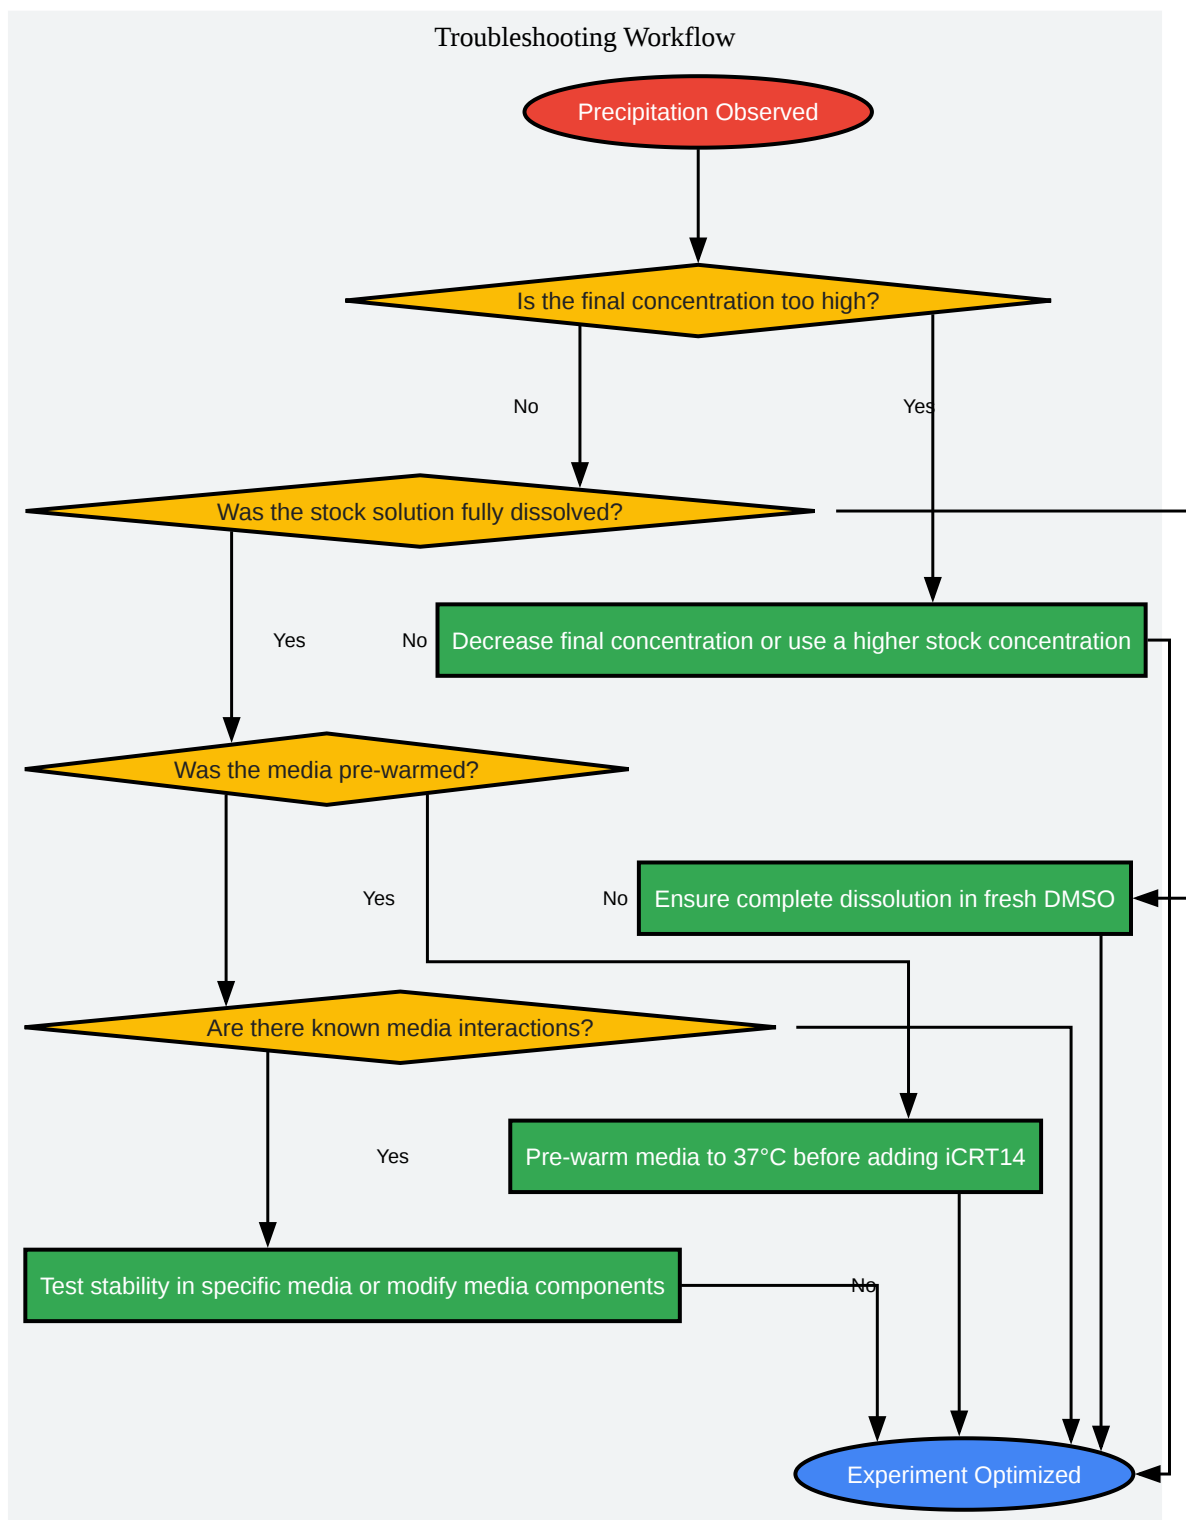 Troubleshooting Workflow
Precipitation Observed
Is the final concentration too high?
No
Yes
Was the stock solution fully dissolved?
Yes
No
Decrease final concentration or use a higher stock concentration
Was the media pre-warmed?
Yes
No
Ensure complete dissolution in fresh DMSO
Are there known media interactions?
Yes
Pre-warm media to 37°C before adding iCRT14
Test stability in specific media or modify media components
No
Experiment Optimized